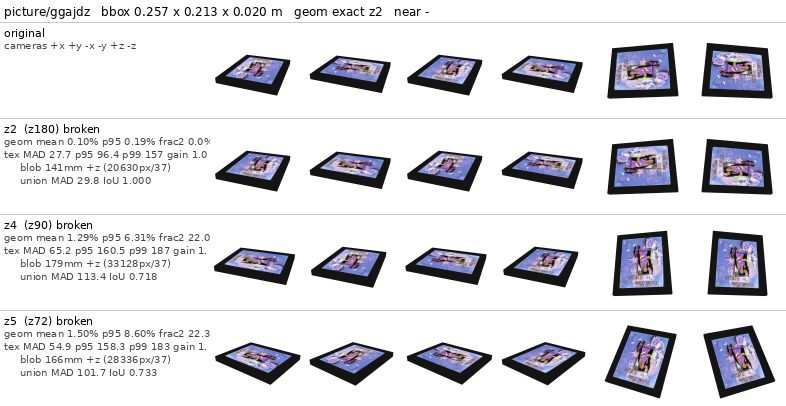 picture/ggajdz bbox 0.257 x 0.213 x 0.020 m geom exact z2 near -
original
cameras +x +y -x -y +z -z
z2 (z180) broken
geom mean 0.10% p95 0.19% frac2 0.0%
tex MAD 27.7 p95 96.4 p99 157 gain 1.0
blob 141mm +z (20630px/37)
union MAD 29.8 IoU 1.000
z4 (z90) broken
geom mean 1.29% p95 6.31% frac2 22.0
tex MAD 65.2 p95 160.5 p99 187 gain 1.
blob 179mm +z (33128px/37)
union MAD 113.4 IoU 0.718
z5 (z72) broken
geom mean 1.50% p95 8.60% frac2 22.3
tex MAD 54.9 p95 158.3 p99 183 gain 1.
blob 166mm +z (28336px/37)
union MAD 101.7 IoU 0.733